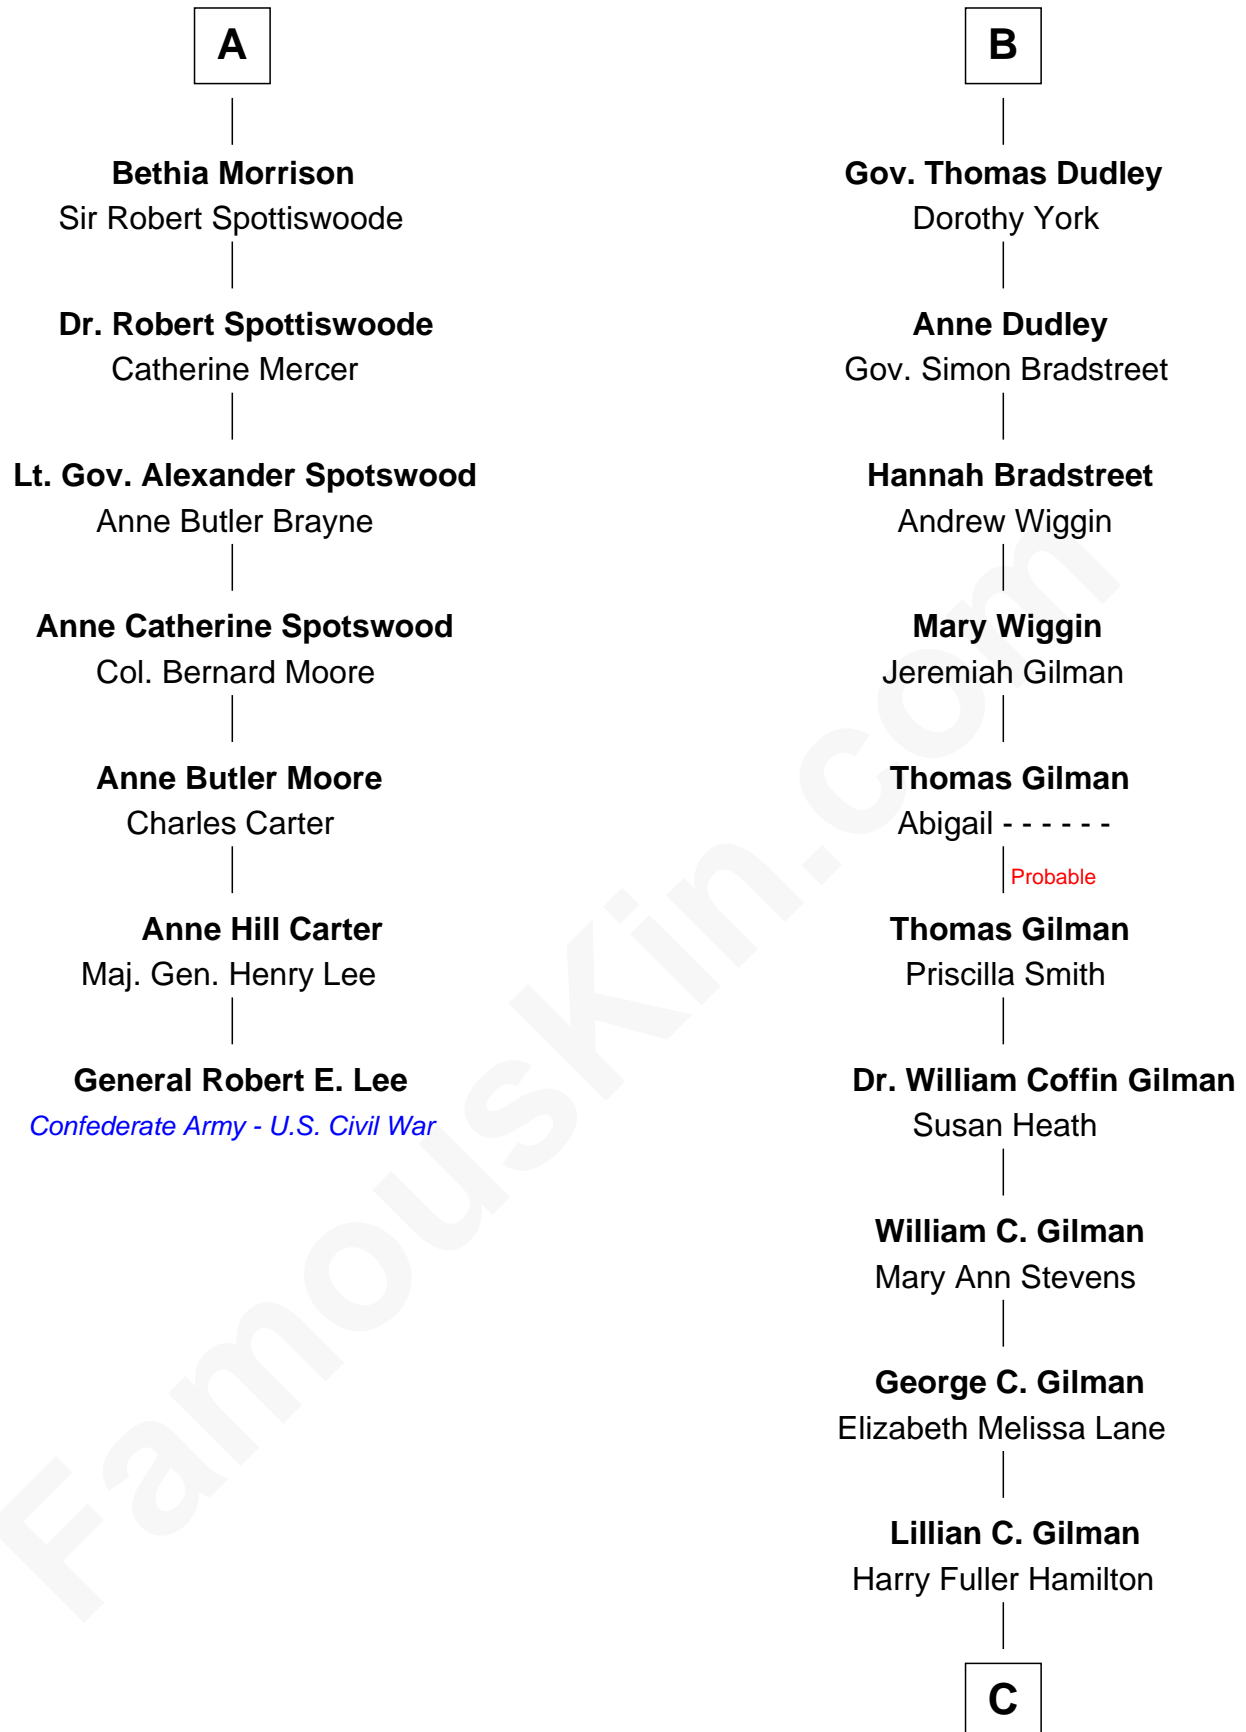 A
Bethia Morrison
Sir Robert Spottiswoode
Dr. Robert Spottiswoode
Catherine Mercer
Lt. Gov. Alexander Spotswood
Anne Butler Brayne
Anne Catherine Spotswood
Col. Bernard Moore
Anne Butler Moore
Charles Carter
Anne Hill Carter
Maj. Gen. Henry Lee
General Robert E. Lee
Confederate Army - U.S. Civil War
B
Gov. Thomas Dudley
Dorothy York
Anne Dudley
Gov. Simon Bradstreet
Hannah Bradstreet
Andrew Wiggin
Mary Wiggin
Jeremiah Gilman
Thomas Gilman
Abigail - - - - - -
Probable
Thomas Gilman
Priscilla Smith
Dr. William Coffin Gilman
Susan Heath
William C. Gilman
Mary Ann Stevens
George C. Gilman
Elizabeth Melissa Lane
Lillian C. Gilman
Harry Fuller Hamilton
C
FamousKin.com